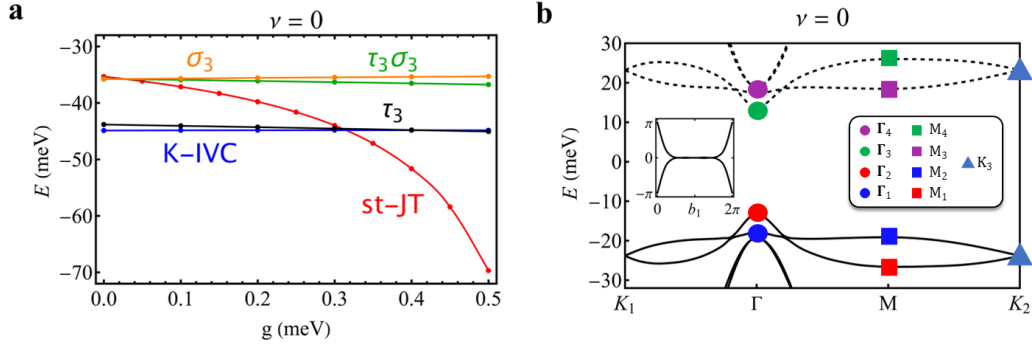 a
ν = 0
−30
−40
−50
−60
−70
E (meV)
σ₃
τ₃σ₃
τ₃
K−IVC
st−JT
0.0 0.1 0.2 0.3 0.4 0.5
g (meV)
b
ν = 0
30
20
10
0
−10
−20
−30
E (meV)
π
0
−π
0 b₁ 2π
Γ₄ M₄
Γ₃ M₃
Γ₂ M₂
Γ₁ M₁
K₃
K₁ Γ M K₂